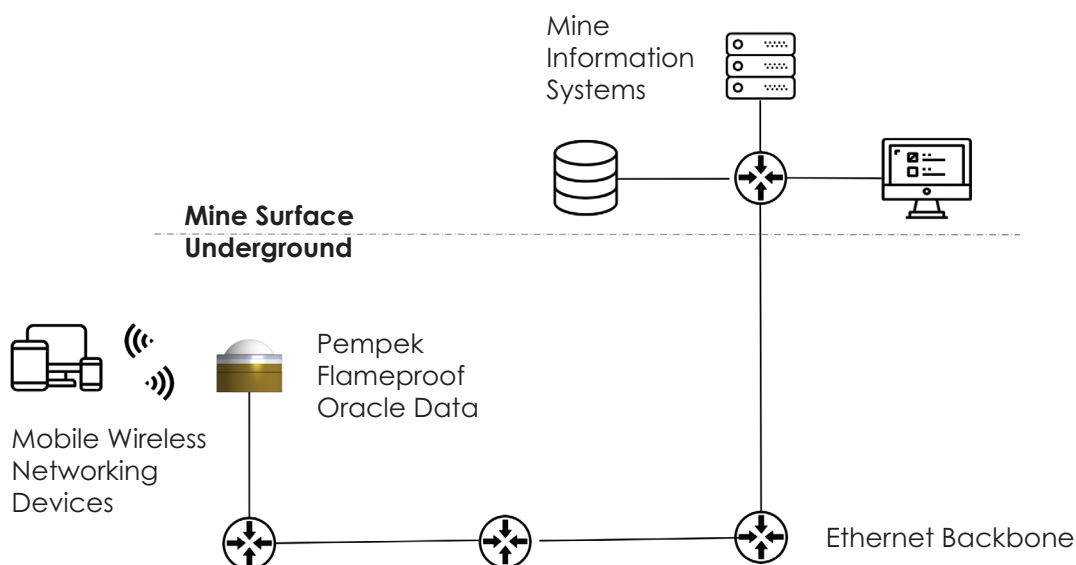 Mine
Information
Systems
Mine Surface
Underground
Pempek
Flameproof
Oracle Data
Mobile Wireless
Networking
Devices
Ethernet Backbone